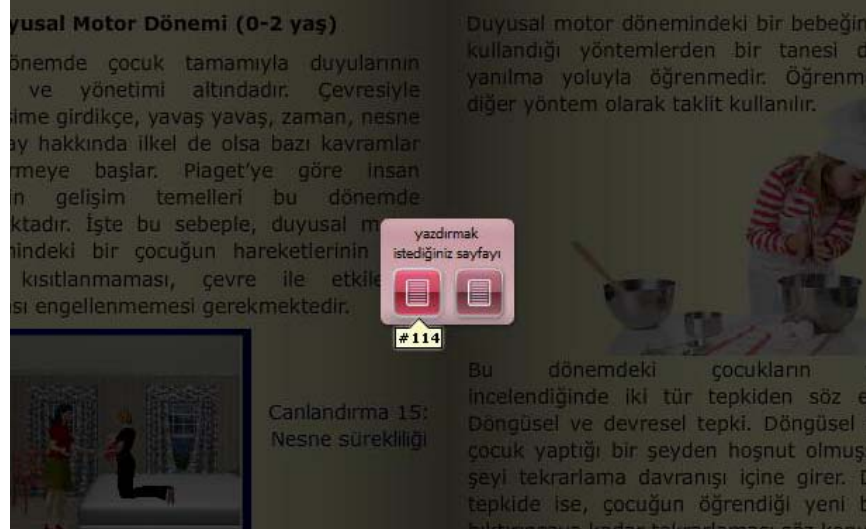 yusal Motor Dönemi (0-2 yaş)
önemde çocuk tamamıyla duyularının
ve yönetimi altındadır. Çevresiyle
şime girdikçe, yavaş yavaş, zaman, nesne
ay hakkında ilkel de olsa bazı kavramlar
rmeye başlar. Piaget’ye göre insan
in gelişim temelleri bu dönemde
ktadır. İşte bu sebeple, duyusal m
mindeki bir çocuğun hareketlerinin
kısıtlanmaması, çevre ile etkile
sı engellenmemesi gerekmektedir.
Canlandırma 15:
Nesne sürekliliği
yazdırmak
istediğiniz sayfayı
#114
Duyusal motor dönemindeki bir bebeğin
kullandığı yöntemlerden bir tanesi d
yanılma yoluyla öğrenmedir. Öğrenm
diğer yöntem olarak taklit kullanılır.
Bu dönemdeki çocukların
incelendiğinde iki tür tepkiden söz e
Döngüsel ve devresel tepki. Döngüsel
çocuk yaptığı bir şeyden hoşnut olmuş
şeyi tekrarlama davranışı içine girer. D
tepkide ise, çocuğun öğrendiği yeni b